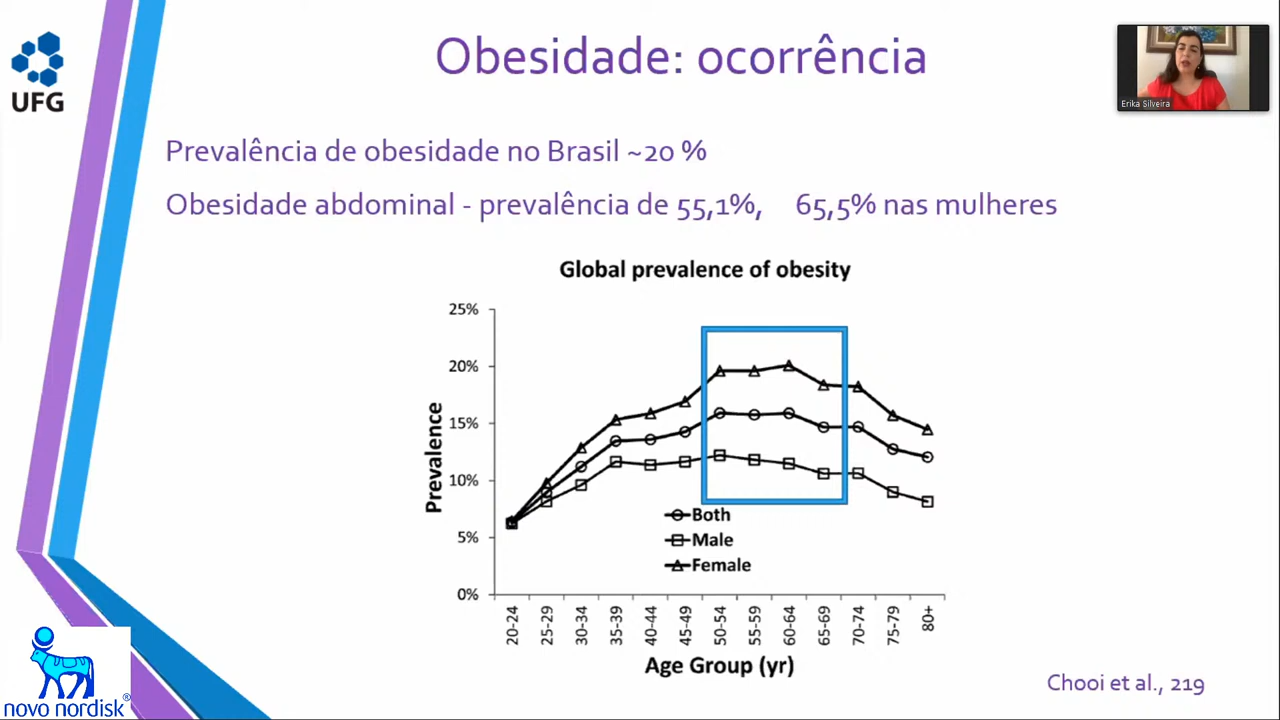 Obesidade: ocorrência
UFG
Erika Silveira
Prevalência de obesidade no Brasil ~20 %
Obesidade abdominal - prevalência de 55,1%, 65,5% nas mulheres
Global prevalence of obesity
25%
20%
15%
10%
5%
0%
Prevalence
Both
Male
Female
20-24
25-29
30-34
35-39
40-44
45-49
50-54
55-59
60-64
65-69
70-74
75-79
80+
Age Group (yr)
Chooi et al., 219
novo nordisk®